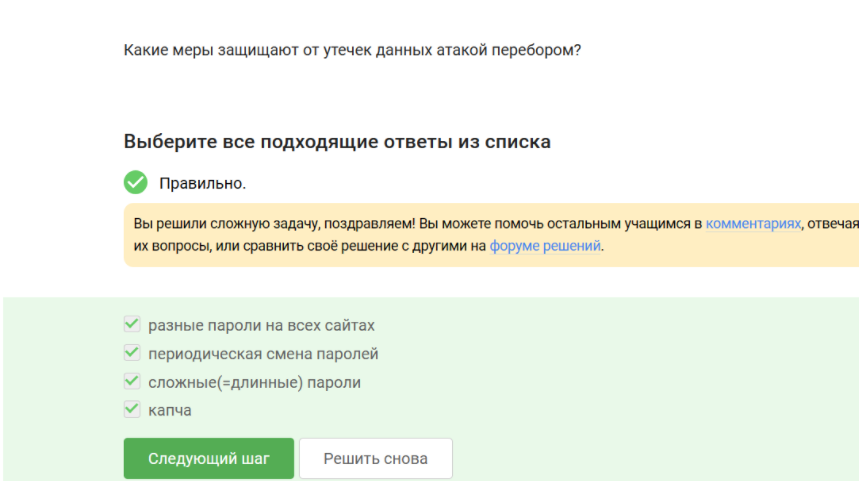 Какие меры защищают от утечек данных атакой перебором?
Выберите все подходящие ответы из списка
Правильно.
Вы решили сложную задачу, поздравляем! Вы можете помочь остальным учащимся в комментариях, отвечая
их вопросы, или сравнить своё решение с другими на форуме решений.
разные пароли на всех сайтах
периодическая смена паролей
сложные(=длинные) пароли
капча
Следующий шаг
Решить снова